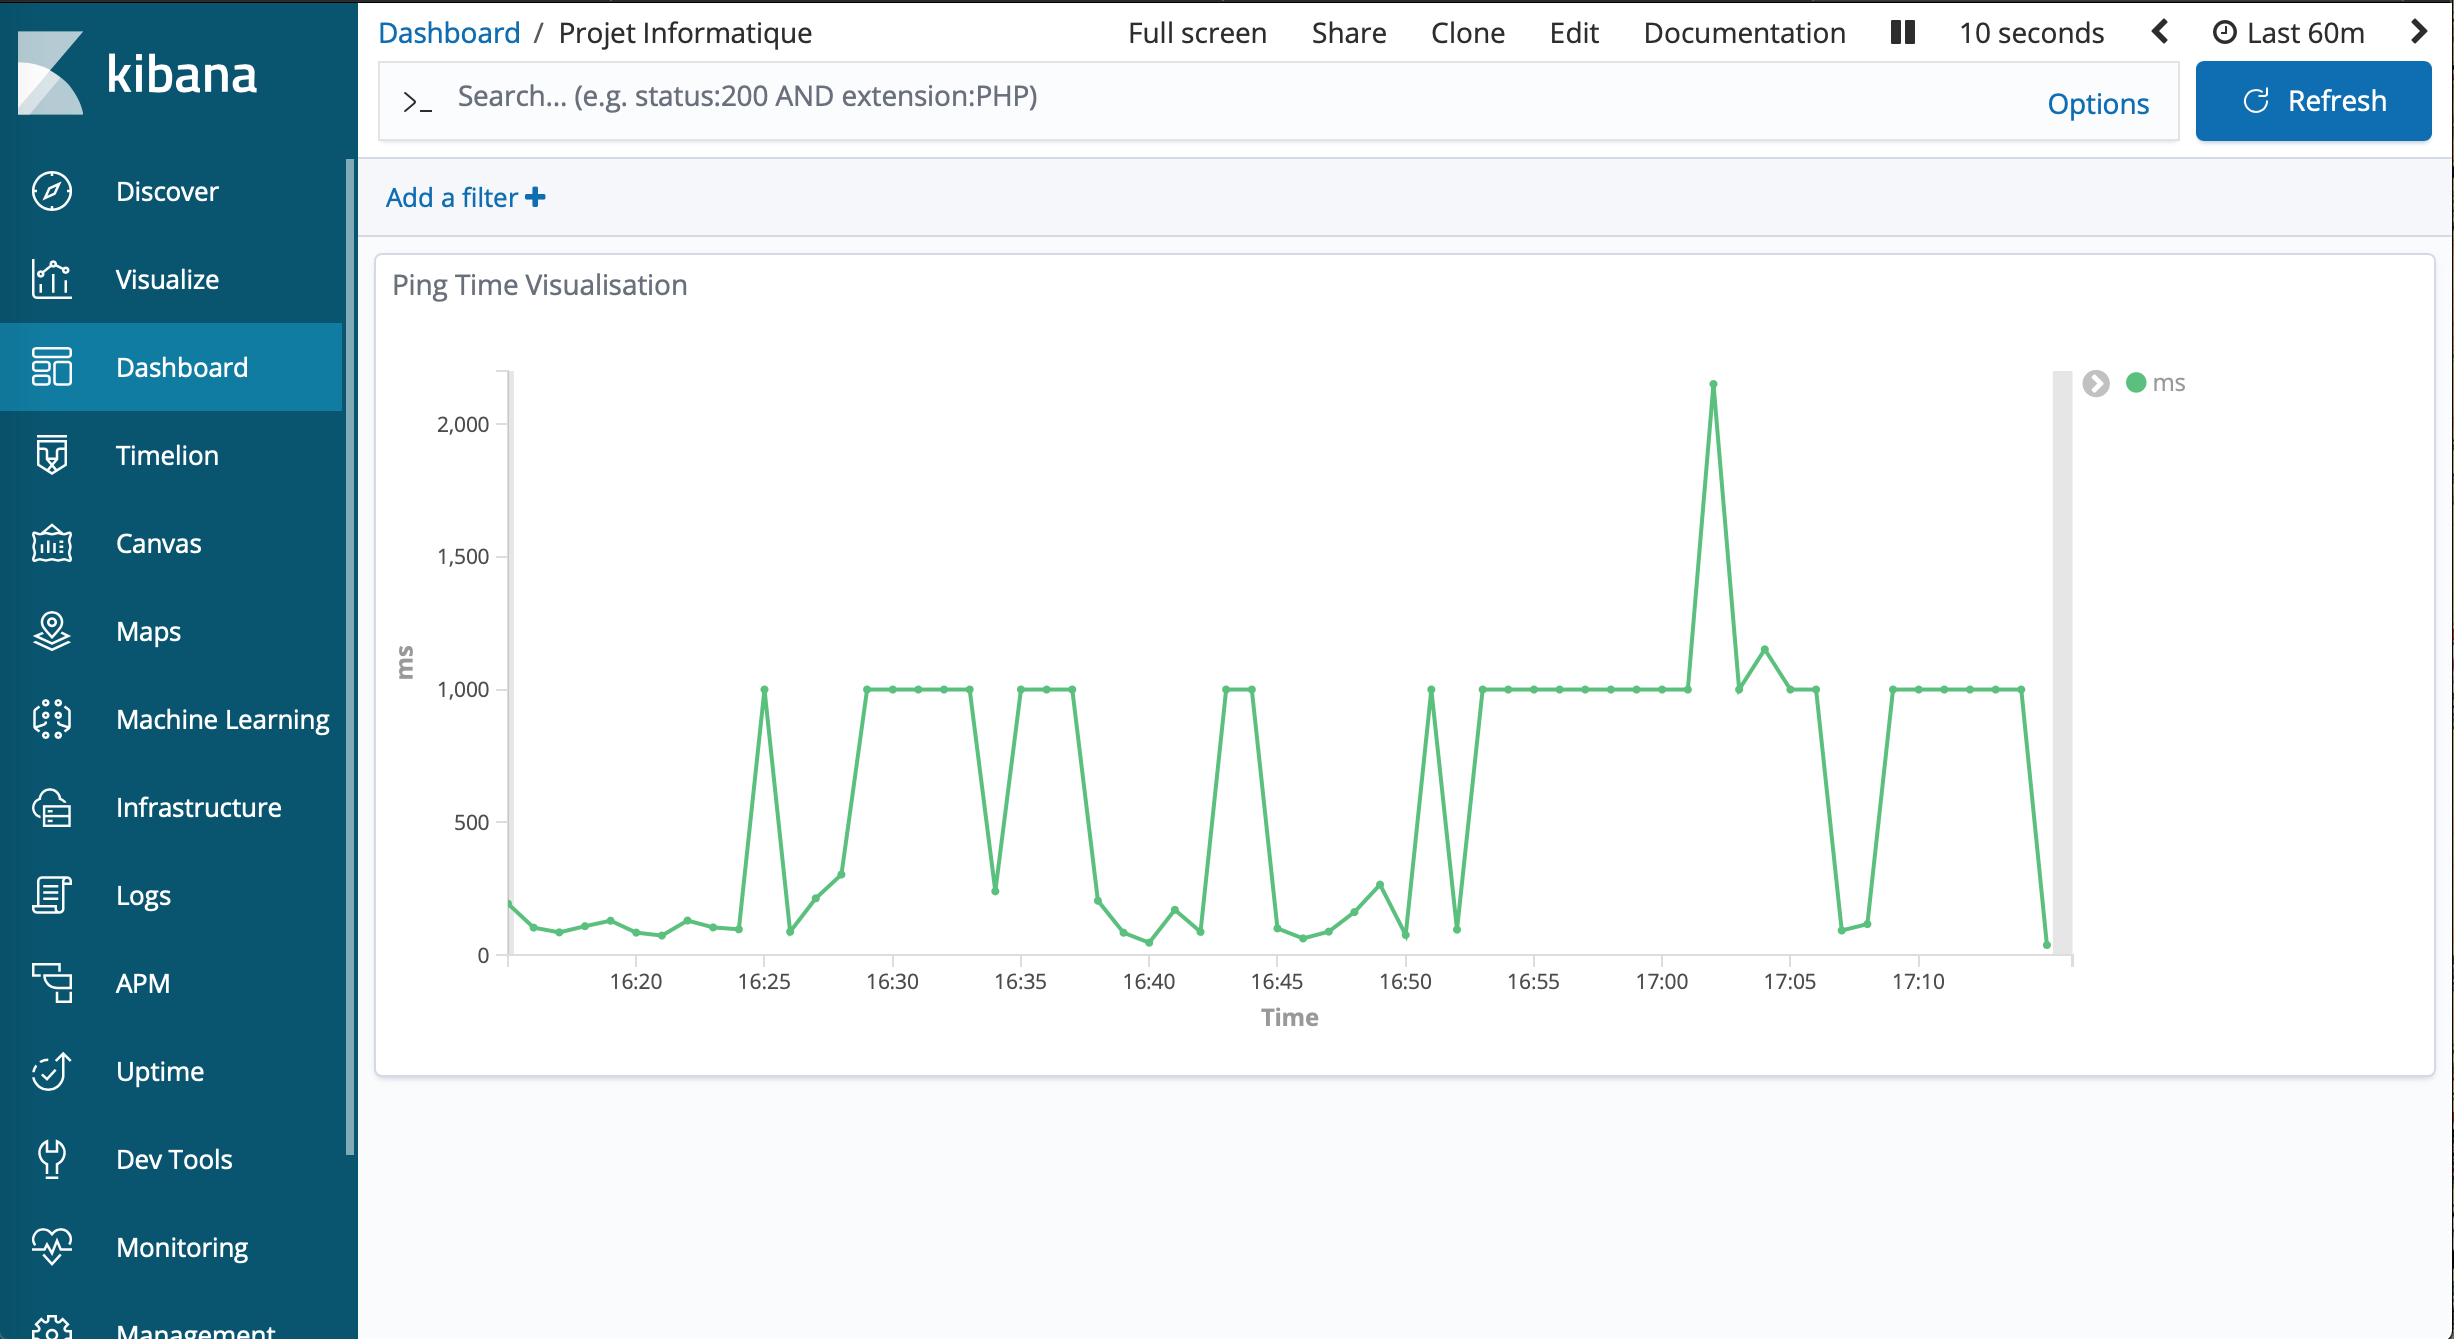 kibana
Discover
Visualize
Dashboard
Timelion
Canvas
Maps
Machine Learning
Infrastructure
Logs
APM
Uptime
Dev Tools
Monitoring
Management
Dashboard / Projet Informatique
Full screen Share Clone Edit Documentation 10 seconds Last 60m
>_ Search... (e.g. status:200 AND extension:PHP) Options
Refresh
Add a filter +
Ping Time Visualisation
ms
2,000
1,500
1,000
500
0
ms
16:20 16:25 16:30 16:35 16:40 16:45 16:50 16:55 17:00 17:05 17:10
Time